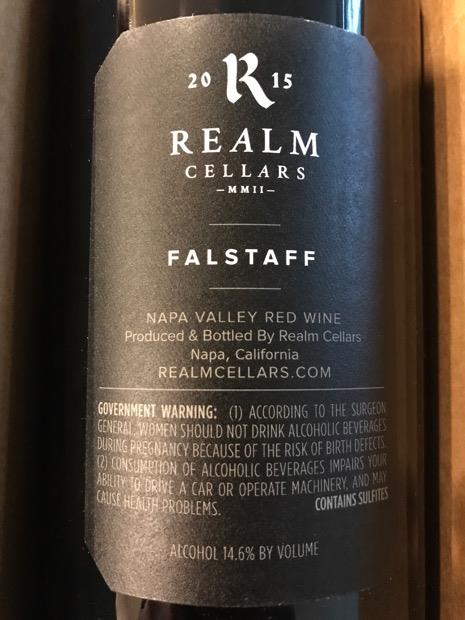 20 R 15
REALM
CELLARS
–MMII–
FALSTAFF
NAPA VALLEY RED WINE
Produced & Bottled By Realm Cellars
Napa, California
REALMCELLARS.COM
GOVERNMENT WARNING: (1) ACCORDING TO THE SURGEON
GENERAL, WOMEN SHOULD NOT DRINK ALCOHOLIC BEVERAGES
DURING PREGNANCY BECAUSE OF THE RISK OF BIRTH DEFECTS.
(2) CONSUMPTION OF ALCOHOLIC BEVERAGES IMPAIRS YOUR
ABILITY TO DRIVE A CAR OR OPERATE MACHINERY, AND MAY
CAUSE HEALTH PROBLEMS. CONTAINS SULFITES
ALCOHOL 14.6% BY VOLUME